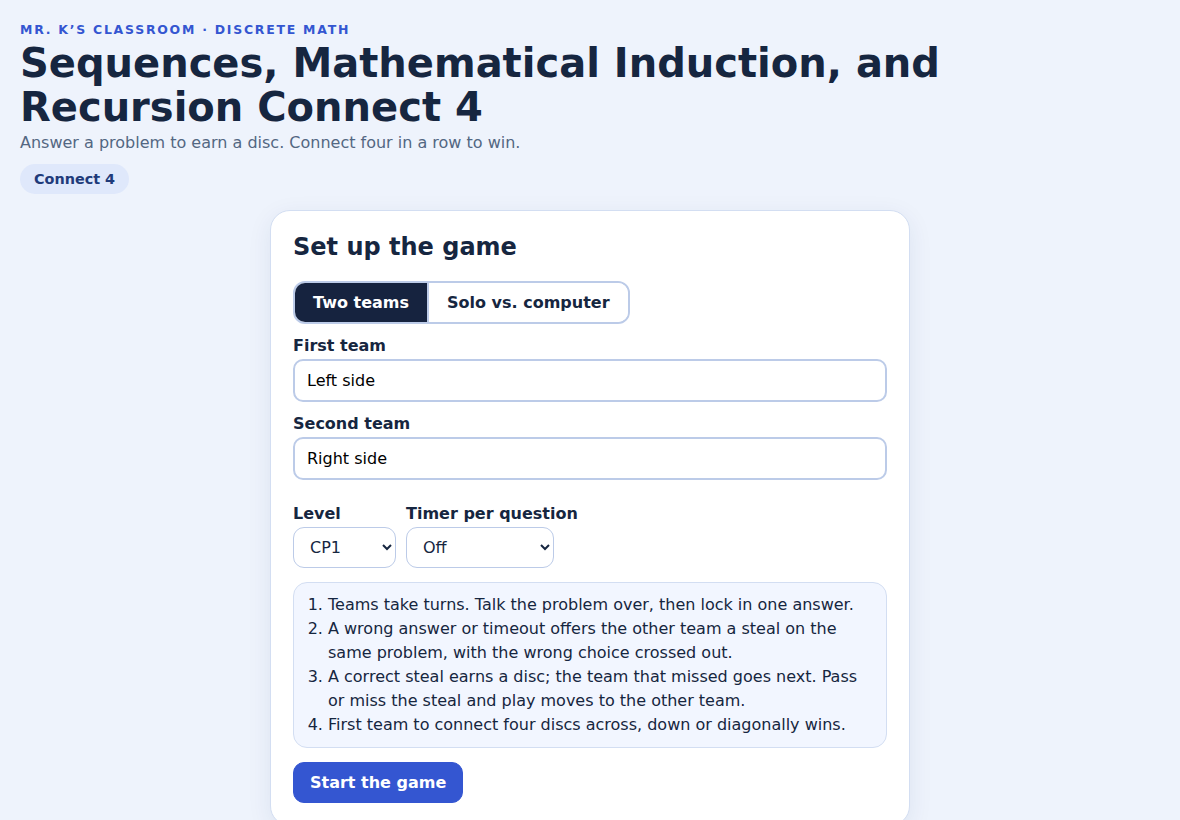 MR. K’S CLASSROOM · DISCRETE MATH
Sequences, Mathematical Induction, and
Recursion Connect 4
Answer a problem to earn a disc. Connect four in a row to win.
Connect 4
Set up the game
Two teams
Solo vs. computer
First team
Left side
Second team
Right side
Level
Timer per question
CP1
Off
1. Teams take turns. Talk the problem over, then lock in one answer.
2. A wrong answer or timeout offers the other team a steal on the
same problem, with the wrong choice crossed out.
3. A correct steal earns a disc; the team that missed goes next. Pass
or miss the steal and play moves to the other team.
4. First team to connect four discs across, down or diagonally wins.
Start the game